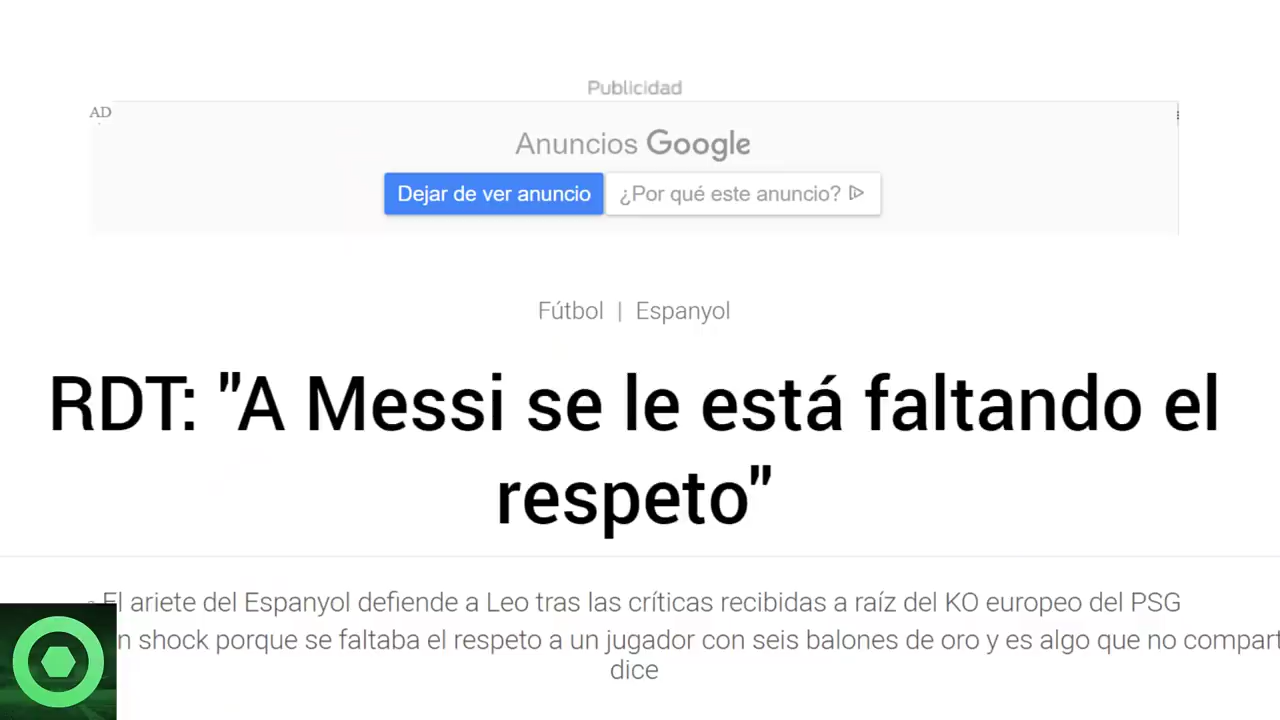 Publicidad
AD
Anuncios Google
Dejar de ver anuncio
¿Por qué este anuncio?
Fútbol | Espanyol
RDT: "A Messi se le está faltando el
respeto"
El ariete del Espanyol defiende a Leo tras las críticas recibidas a raíz del KO europeo del PSG
shock porque se faltaba el respeto a un jugador con seis balones de oro y es algo que no
dice